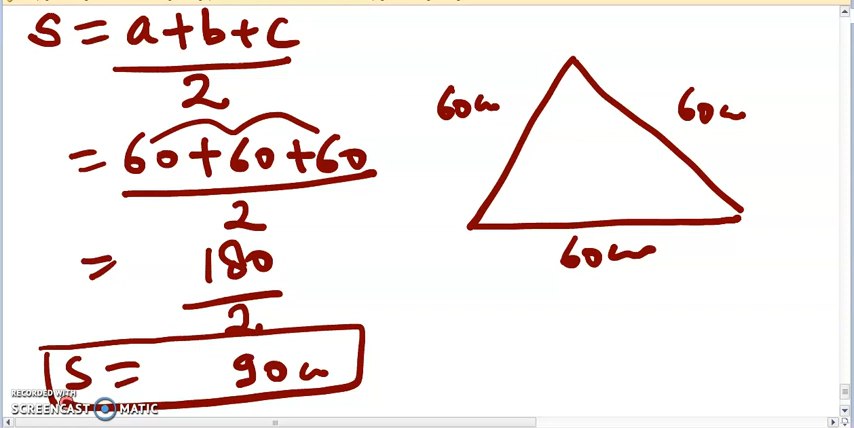 S = a+b+c
2
= 60+60+60
2
= 180
2
S = 90cm
60cm
60cm
60cm
RECORDED WITH
SCREENCAST MATIC